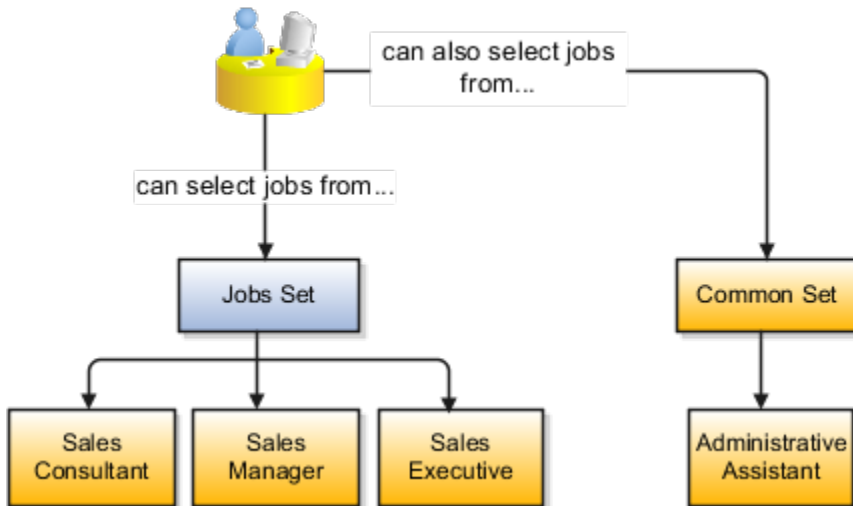 can also select jobs
from...
can select jobs from...
Jobs Set
Common Set
Sales
Consultant
Sales
Manager
Sales
Executive
Administrative
Assistant